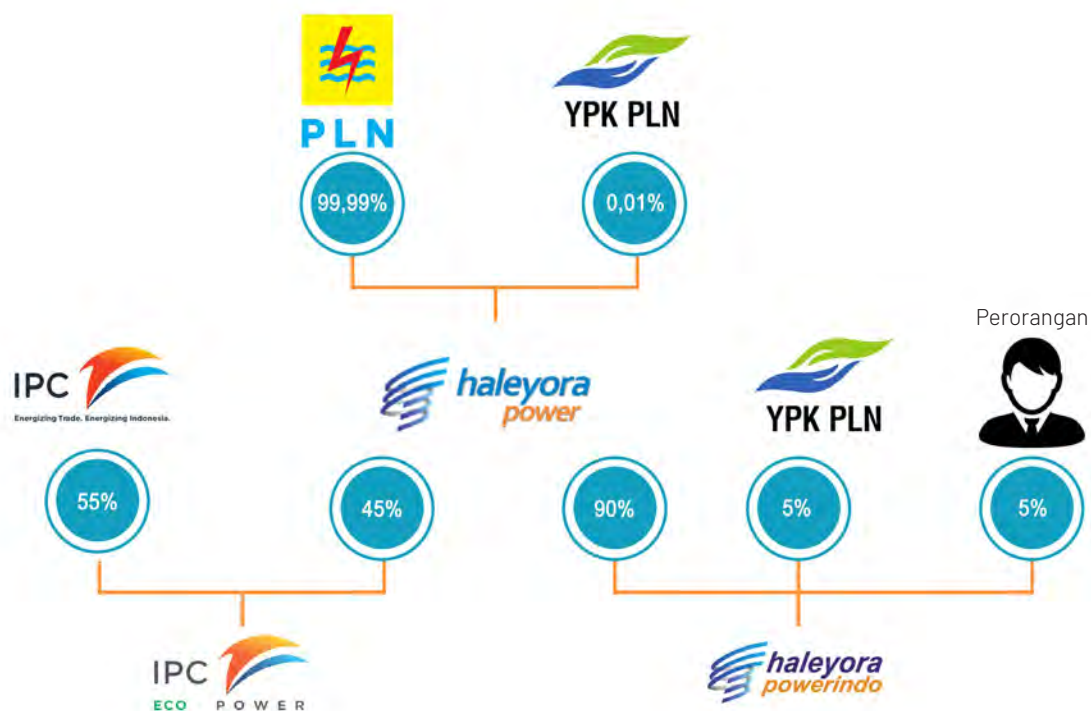 PLN
YPK PLN
99,99%
0,01%
Perorangan
IPC
Energizing Trade. Energizing Indonesia.
haleyora
power
YPK PLN
55%
45%
90%
5%
5%
IPC
ECO POWER
haleyora
powerindo